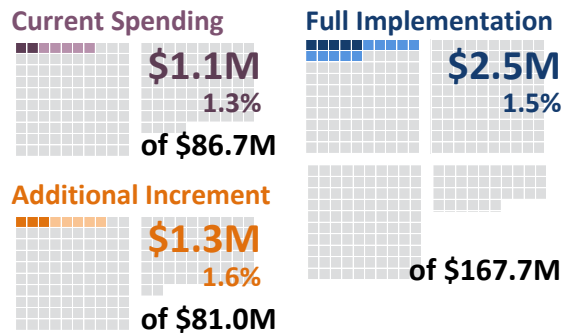 Current Spending
$1.1M
1.3%
of $86.7M
Additional Increment
$1.3M
1.6%
of $81.0M
Full Implementation
$2.5M
1.5%
of $167.7M